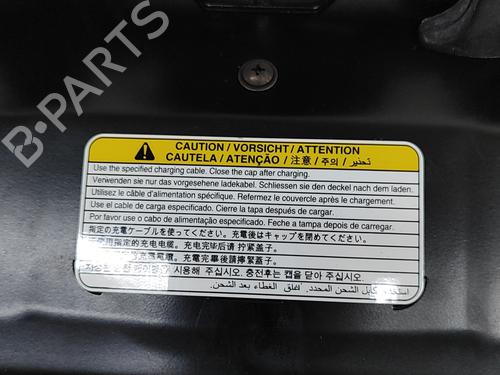 B-PARTS
CAUTION / VORSICHT / ATTENTION
CAUTELA / ATENÇÃO / 注意 / 주의 / تحذير
Use the specified charging cable. Close the cap after charging.
Verwenden sie nur das vorgesehene ladekabel. Schliessen sie den deckel nach dem laden.
Utilisez le câble d'alimentation spécifique. Refermez le couvercle après le chargement.
Use el cable de carga especificado. Cierre la tapa después de cargar.
Por favor use o cabo de alimentação especificado. Feche a tampa depois de carregar.
指定の充電ケーブルを使ってください。充電後はキャップを閉めてください。
使用指定的充电电缆。充电完毕后请 拧紧盖子。
充電電纜。充電完畢後請擰緊蓋子。
사용해 주십시오. 충전후는 캡을 닫아 주십시오.
كابل الشحن المحدد. أغلق الغطاء بعد الشحن.